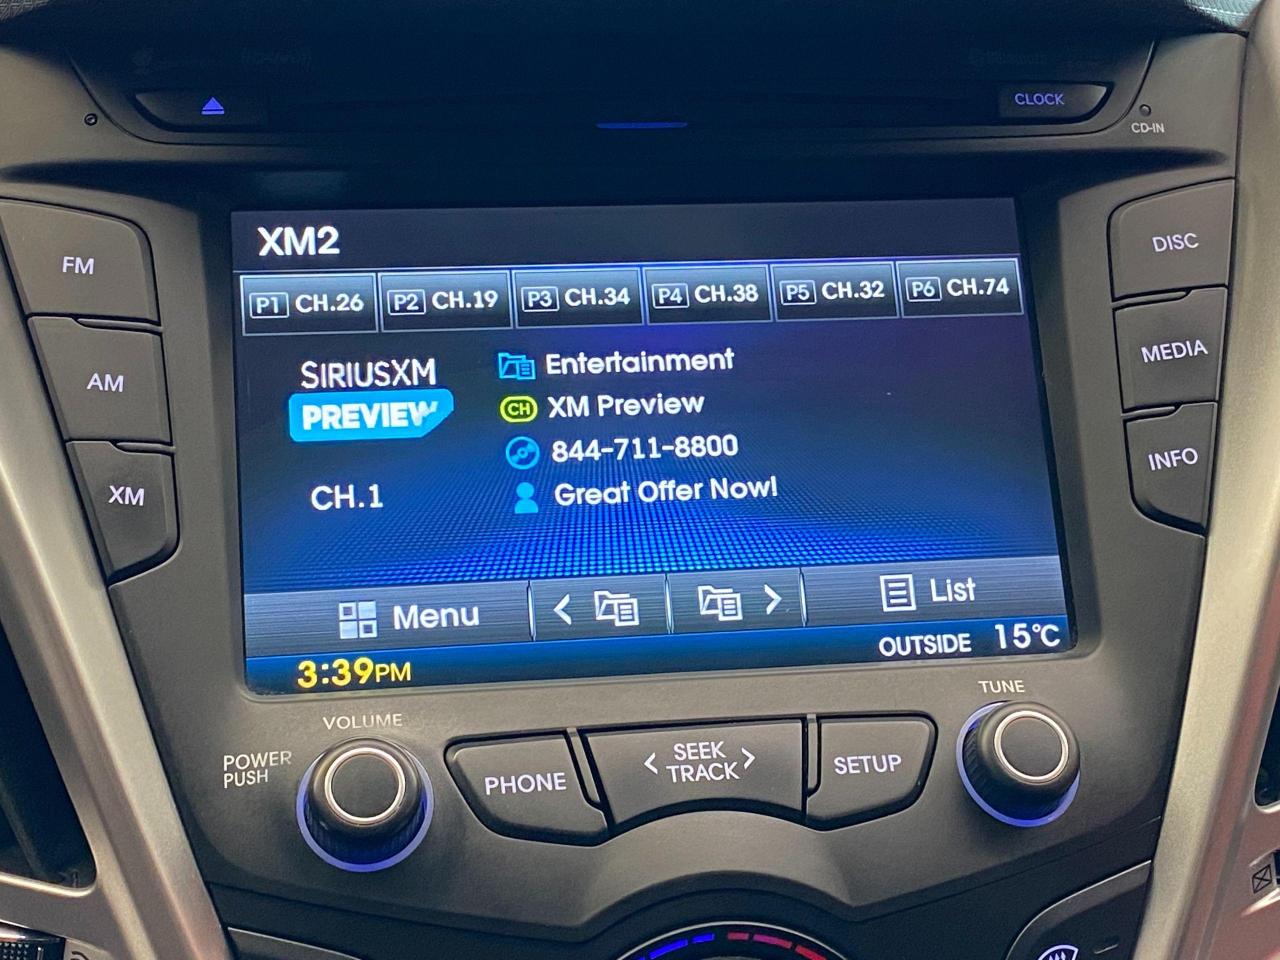 CLOCK
CD-IN
FM
AM
XM
DISC
MEDIA
INFO
XM2
P1 CH.26
P2 CH.19
P3 CH.34
P4 CH.38
P5 CH.32
P6 CH.74
SIRIUSXM
PREVIEW
CH.1
Entertainment
CH XM Preview
844-711-8800
Great Offer Now!
Menu
< >
List
3:39PM
OUTSIDE 15°C
VOLUME
POWER
PUSH
PHONE
< SEEK >
TRACK
SETUP
TUNE